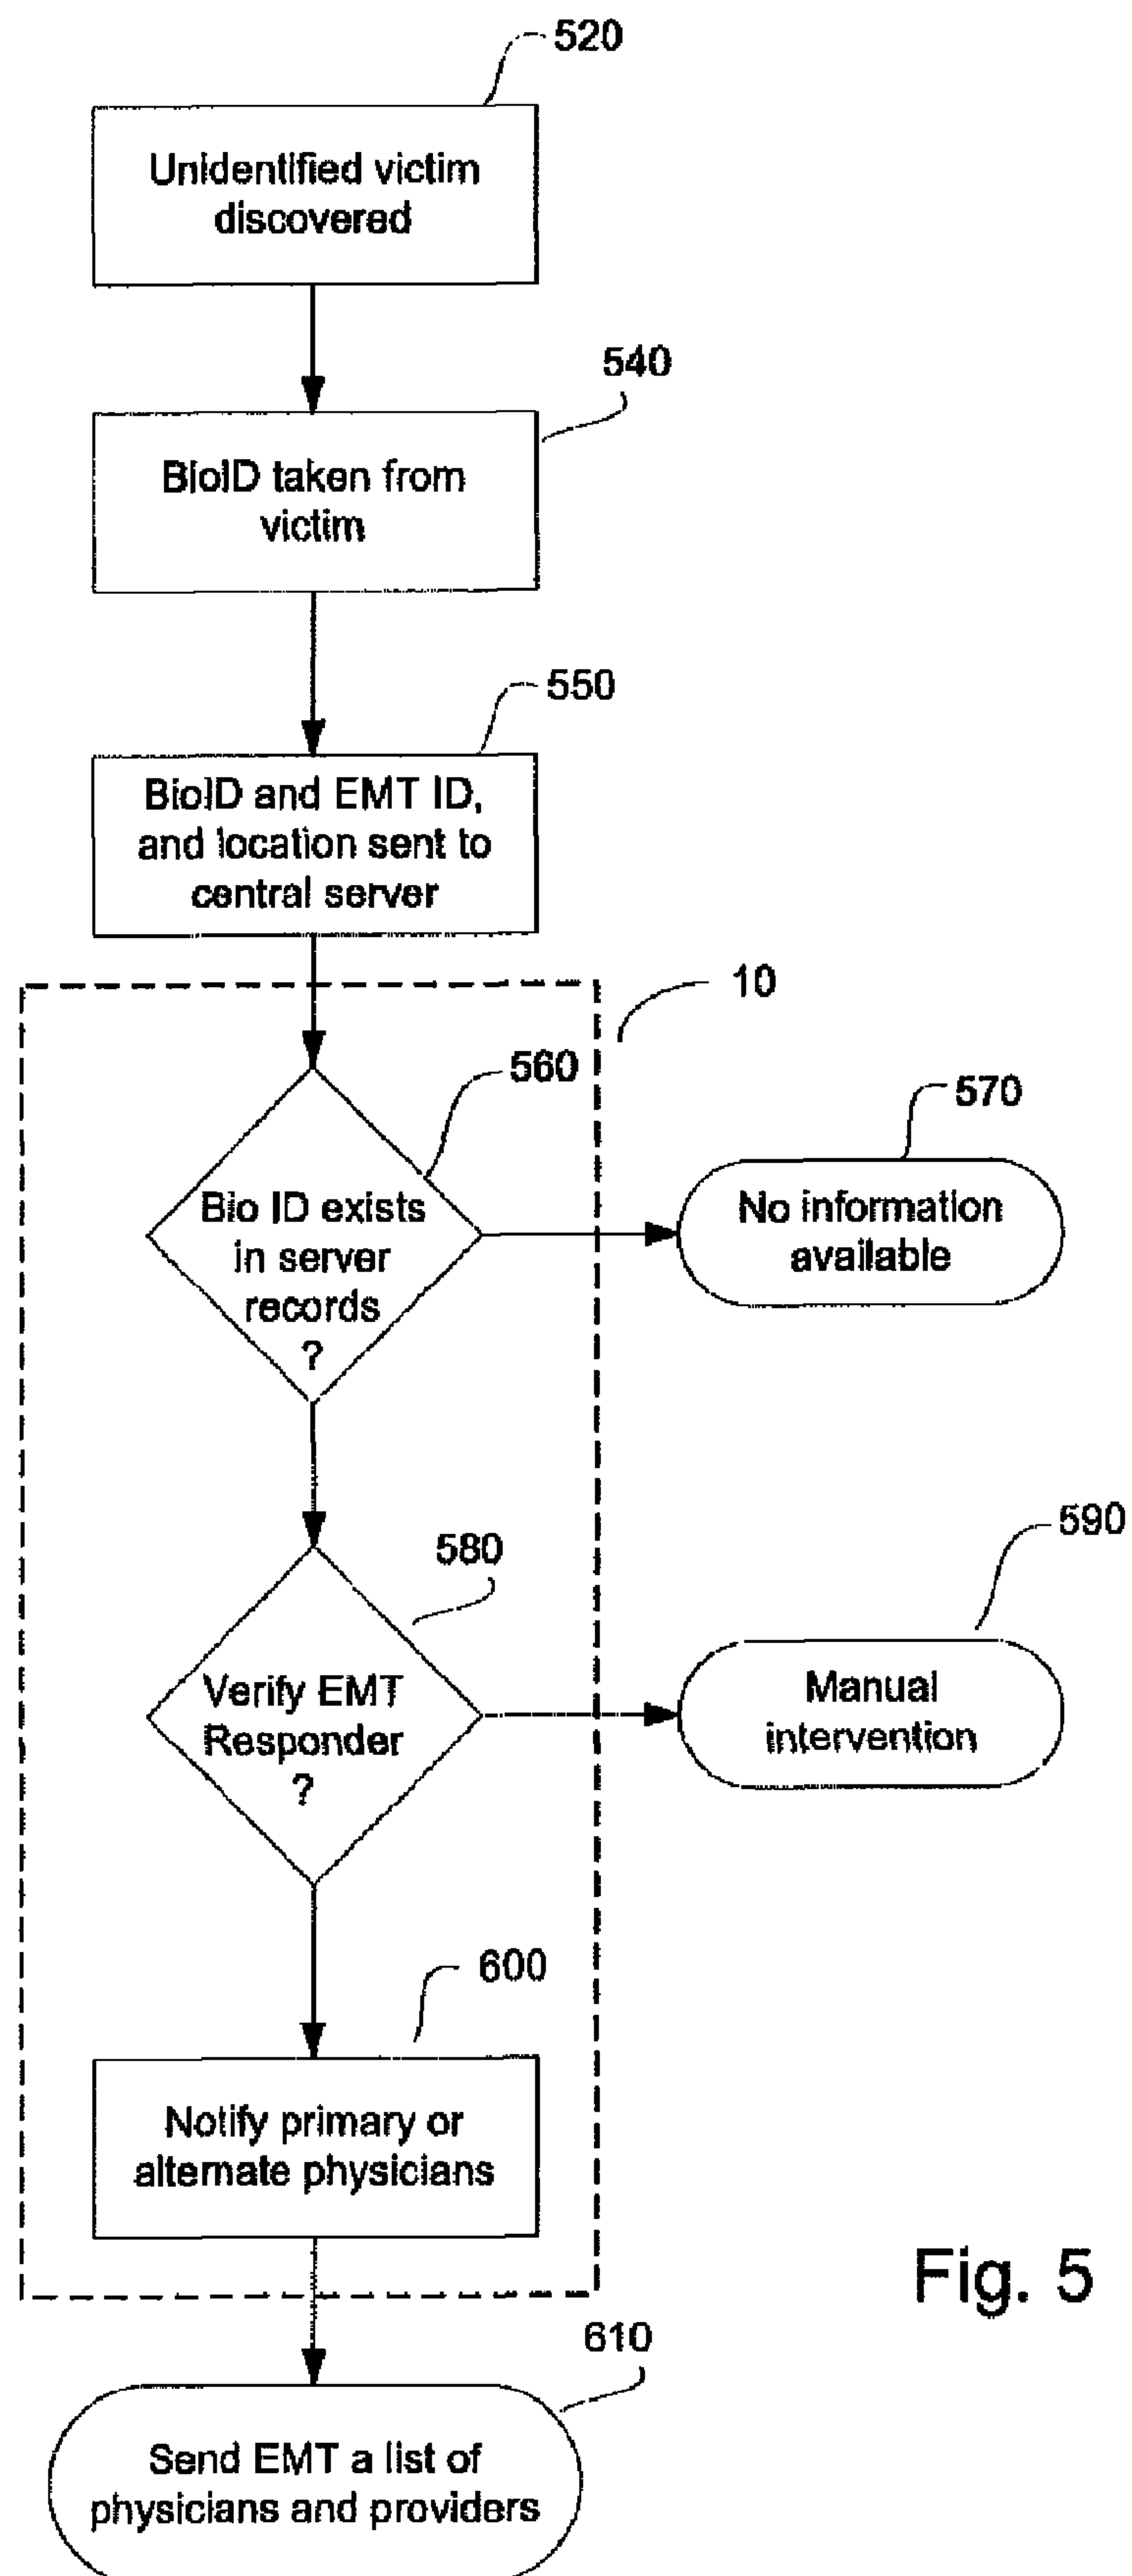 520
Unidentified victim
discovered
540
BioID taken from
victim
550
BioID and EMT ID,
and location sent to
central server
10
560
Bio ID exists
in server
records
?
570
No information
available
580
Verify EMT
Responder
?
590
Manual
intervention
600
Notify primary or
alternate physicians
Fig. 5
610
Send EMT a list of
physicians and providers